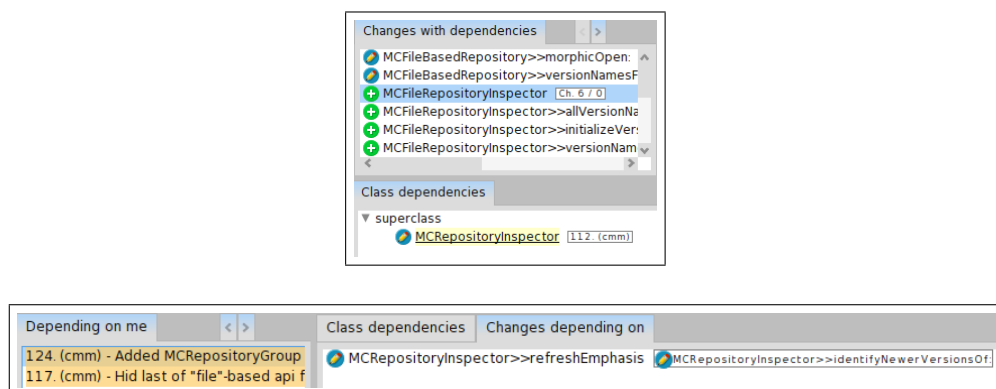 Changes with dependencies
MCFileBasedRepository>>morphicOpen:
MCFileBasedRepository>>versionNamesF
MCFileRepositoryInspector Ch. 6 / 0
MCFileRepositoryInspector>>allVersionNa
MCFileRepositoryInspector>>initializeVer
MCFileRepositoryInspector>>versionNam
Class dependencies
superclass
MCRepositoryInspector 112. (cmm)
Depending on me
Class dependencies Changes depending on
124. (cmm) - Added MCRepositoryGroup
MCRepositoryInspector>>refreshEmphasis MCRepositoryInspector>>identifyNewerVersionsOf:
117. (cmm) - Hid last of "file"-based api f